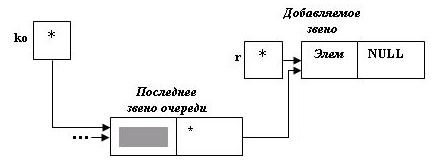 Добавляемое
звено
ko *
r *
Элем NULL
Последнее
звено очереди
... *